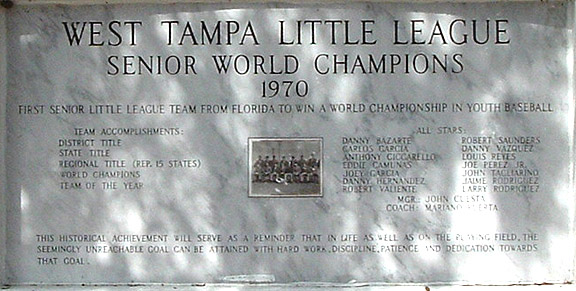 WEST TAMPA LITTLE LEAGUE
SENIOR WORLD CHAMPIONS
1970
FIRST SENIOR LITTLE LEAGUE TEAM FROM FLORIDA TO WIN A WORLD CHAMPIONSHIP IN YOUTH BASEBALL
TEAM ACCOMPLISHMENTS:
DISTRICT TITLE
STATE TITLE
REGIONAL TITLE (REP. 15 STATES)
WORLD CHAMPIONS
TEAM OF THE YEAR
ALL STARS:
DANNY BAZARTE
CARLOS GARCIA
ANTHONY CICCARELLO
EDDIE CAMUNAS
JOEY GARCIA
DANNY HERNANDEZ
ROBERT VALIENTE
ROBERT SAUNDERS
DANNY VAZQUEZ
LOUIS REYES
JOE PEREZ JR.
JOHN TAGLIARINO
JAIME RODRIGUEZ
LARRY RODRIGUEZ
MGR: JOHN CUESTA
COACH: MARIANO
THIS HISTORICAL ACHIEVEMENT WILL SERVE AS A REMINDER THAT IN LIFE AS WELL AS ON THE PLAYING FIELD, THE
SEEMINGLY UNREACHABLE GOAL CAN BE ATTAINED WITH HARD WORK, DISCIPLINE, PATIENCE AND DEDICATION TOWARDS
THAT GOAL.